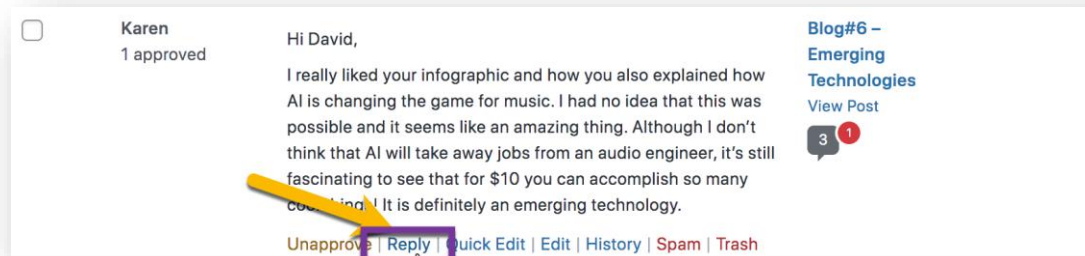 Karen
1 approved
Hi David,
I really liked your infographic and how you also explained how
AI is changing the game for music. I had no idea that this was
possible and it seems like an amazing thing. Although I don't
think that AI will take away jobs from an audio engineer, it's still
fascinating to see that for $10 you can accomplish so many
It is definitely an emerging technology.
Unapprove | Reply | Quick Edit | Edit | History | Spam | Trash
Blog#6 –
Emerging
Technologies
View Post
3
1